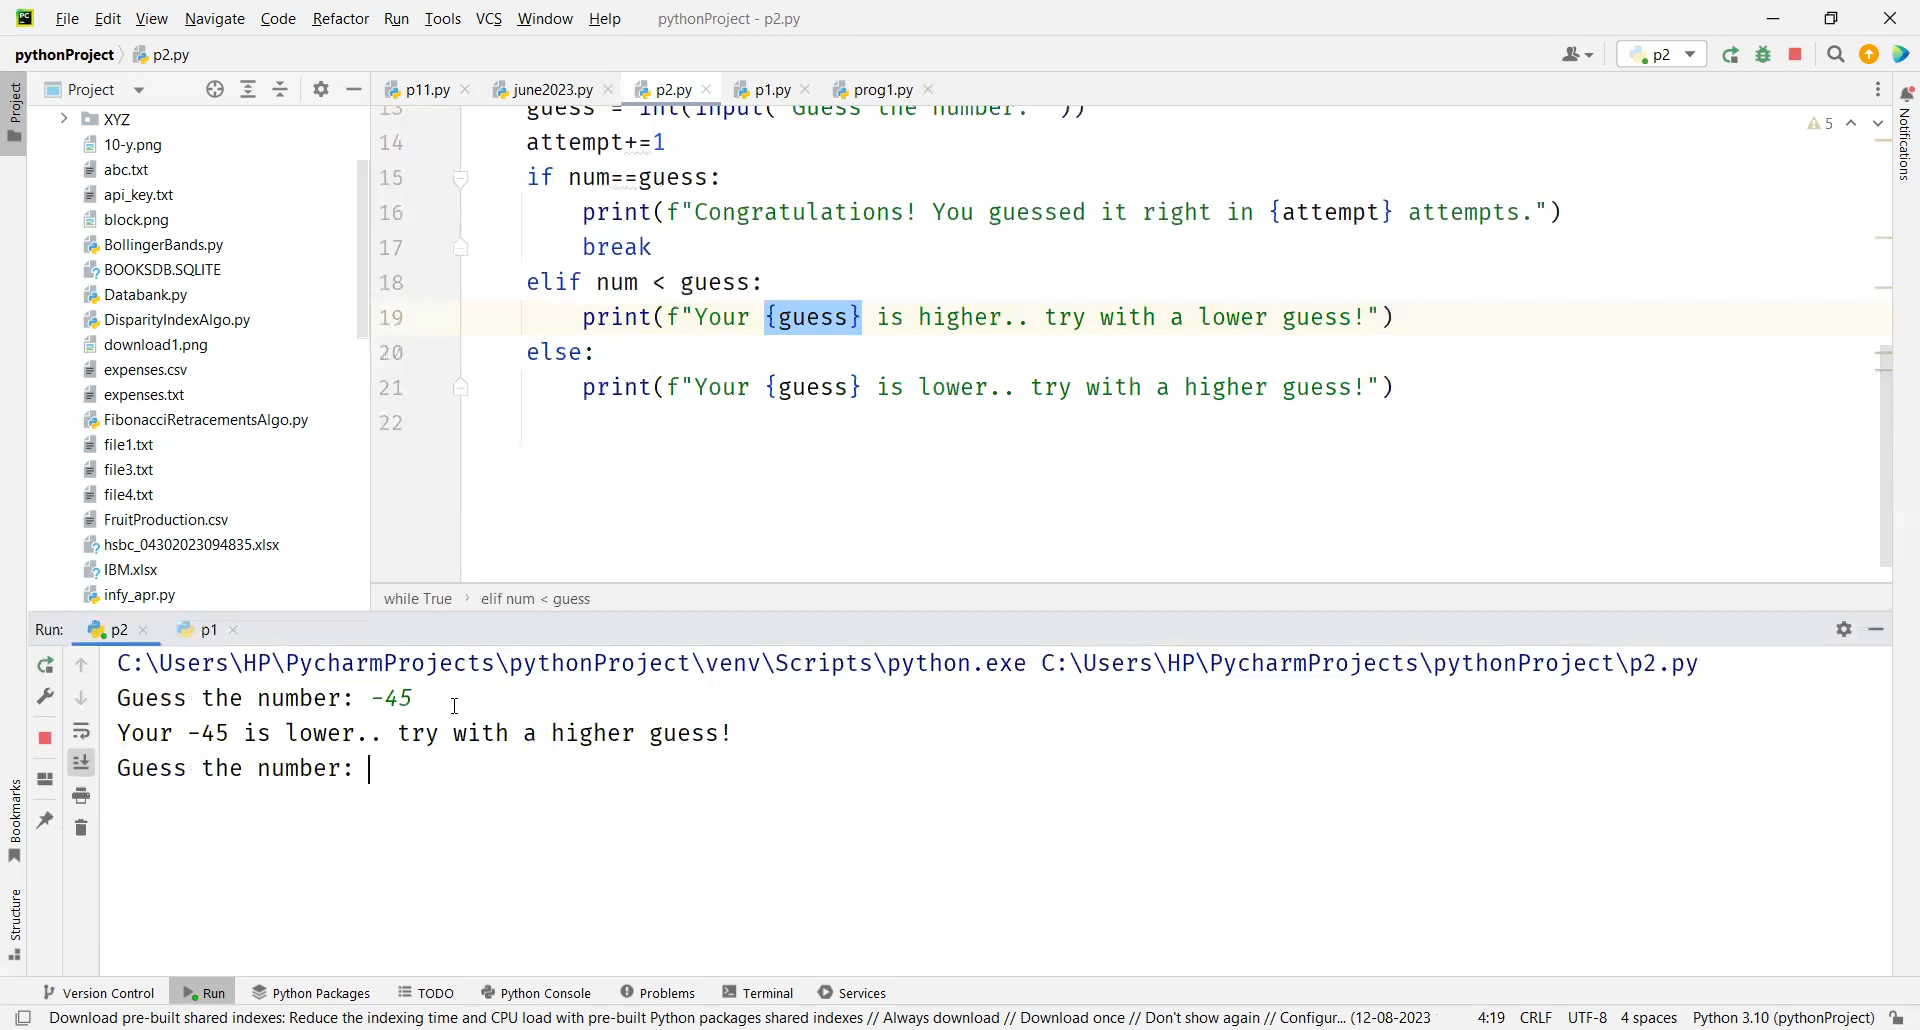 PC File Edit View Navigate Code Refactor Run Tools VCS Window Help pythonProject - p2.py
pythonProject p2.py p2
Project Project p11.py june2023.py p2.py p1.py prog1.py
XYZ
10-y.png
abc.txt
api_key.txt
block.png
BollingerBands.py
BOOKSDB.SQLITE
Databank.py
DisparityIndexAlgo.py
download1.png
expenses.csv
expenses.txt
FibonacciRetracementsAlgo.py
file1.txt
file3.txt
file4.txt
FruitProduction.csv
hsbc_04302023094835.xlsx
IBM.xlsx
infy_apr.py
13 guess = int(input("Guess the number: "))
14 attempt+=1
15 if num==guess:
16 print(f"Congratulations! You guessed it right in {attempt} attempts.")
17 break
18 elif num < guess:
19 print(f"Your {guess} is higher.. try with a lower guess!")
20 else:
21 print(f"Your {guess} is lower.. try with a higher guess!")
22
5
Notifications
while True elif num < guess
Run: p2 p1
C:\Users\HP\PycharmProjects\pythonProject\venv\Scripts\python.exe C:\Users\HP\PycharmProjects\pythonProject\p2.py
Guess the number: -45
Your -45 is lower.. try with a higher guess!
Guess the number:
Bookmarks
Structure
Version Control Run Python Packages TODO Python Console Problems Terminal Services
Download pre-built shared indexes: Reduce the indexing time and CPU load with pre-built Python packages shared indexes // Always download // Download once // Don't show again // Configur... (12-08-2023 4:19 CRLF UTF-8 4 spaces Python 3.10 (pythonProject)